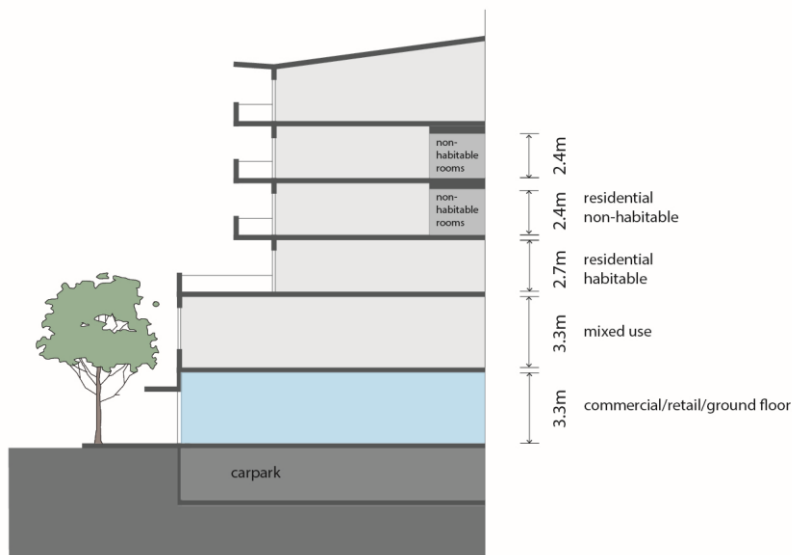 non-
habitable
rooms
2.4m
non-
habitable
rooms
2.4m
residential
non-habitable
2.7m
residential
habitable
3.3m
mixed use
3.3m
commercial/retail/ground floor
carpark